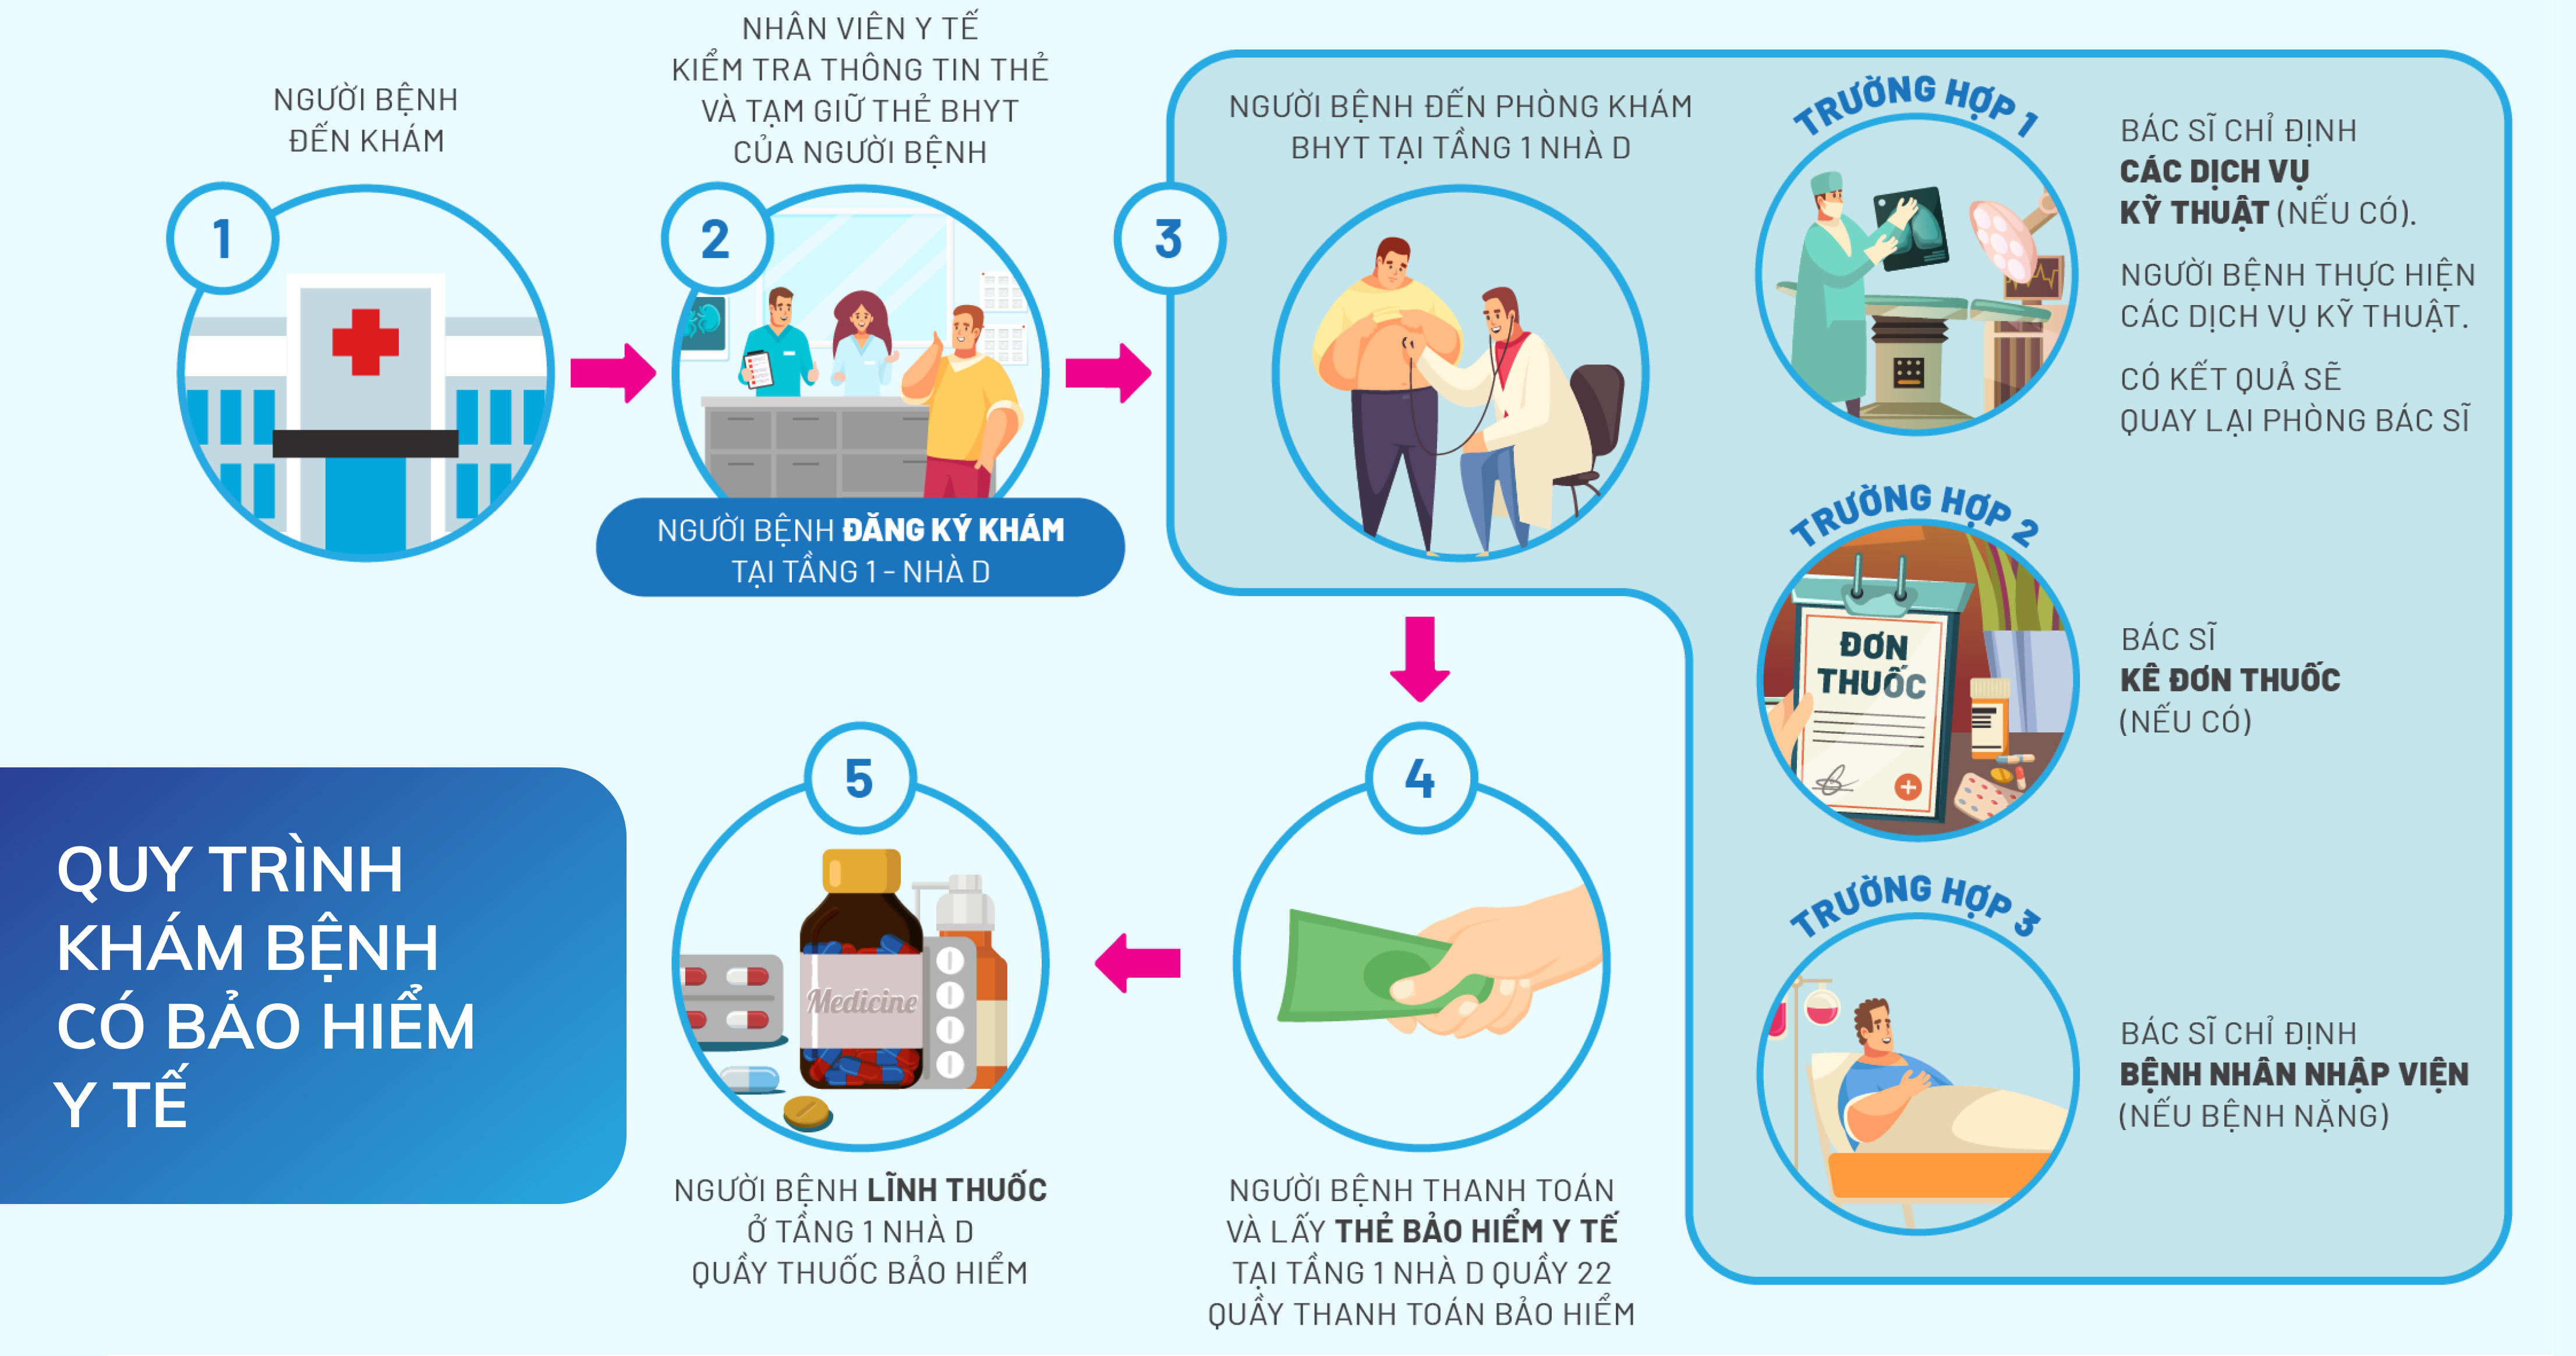 NGƯỜI BỆNH
ĐẾN KHÁM
1
NHÂN VIÊN Y TẾ
KIỂM TRA THÔNG TIN THẺ
VÀ TẠM GIỮ THẺ BHYT
CỦA NGƯỜI BỆNH
2
NGƯỜI BỆNH ĐĂNG KÝ KHÁM
TẠI TẦNG 1 - NHÀ D
3
NGƯỜI BỆNH ĐẾN PHÒNG KHÁM
BHYT TẠI TẦNG 1 NHÀ D
TRƯỜNG HỢP 1
BÁC SĨ CHỈ ĐỊNH
CÁC DỊCH VỤ
KỸ THUẬT (NẾU CÓ).
NGƯỜI BỆNH THỰC HIỆN
CÁC DỊCH VỤ KỸ THUẬT.
CÓ KẾT QUẢ SẼ
QUAY LẠI PHÒNG BÁC SĨ
TRƯỜNG HỢP 2
ĐƠN
THUỐC
BÁC SĨ
KÊ ĐƠN THUỐC
(NẾU CÓ)
TRƯỜNG HỢP 3
BÁC SĨ CHỈ ĐỊNH
BỆNH NHÂN NHẬP VIỆN
(NẾU BỆNH NẶNG)
4
NGƯỜI BỆNH THANH TOÁN
VÀ LẤY THẺ BẢO HIỂM Y TẾ
TẠI TẦNG 1 NHÀ D QUẦY 22
QUẦY THANH TOÁN BẢO HIỂM
5
Medicine
NGƯỜI BỆNH LĨNH THUỐC
Ở TẦNG 1 NHÀ D
QUẦY THUỐC BẢO HIỂM
QUY TRÌNH
KHÁM BỆNH
CÓ BẢO HIỂM
Y TẾ